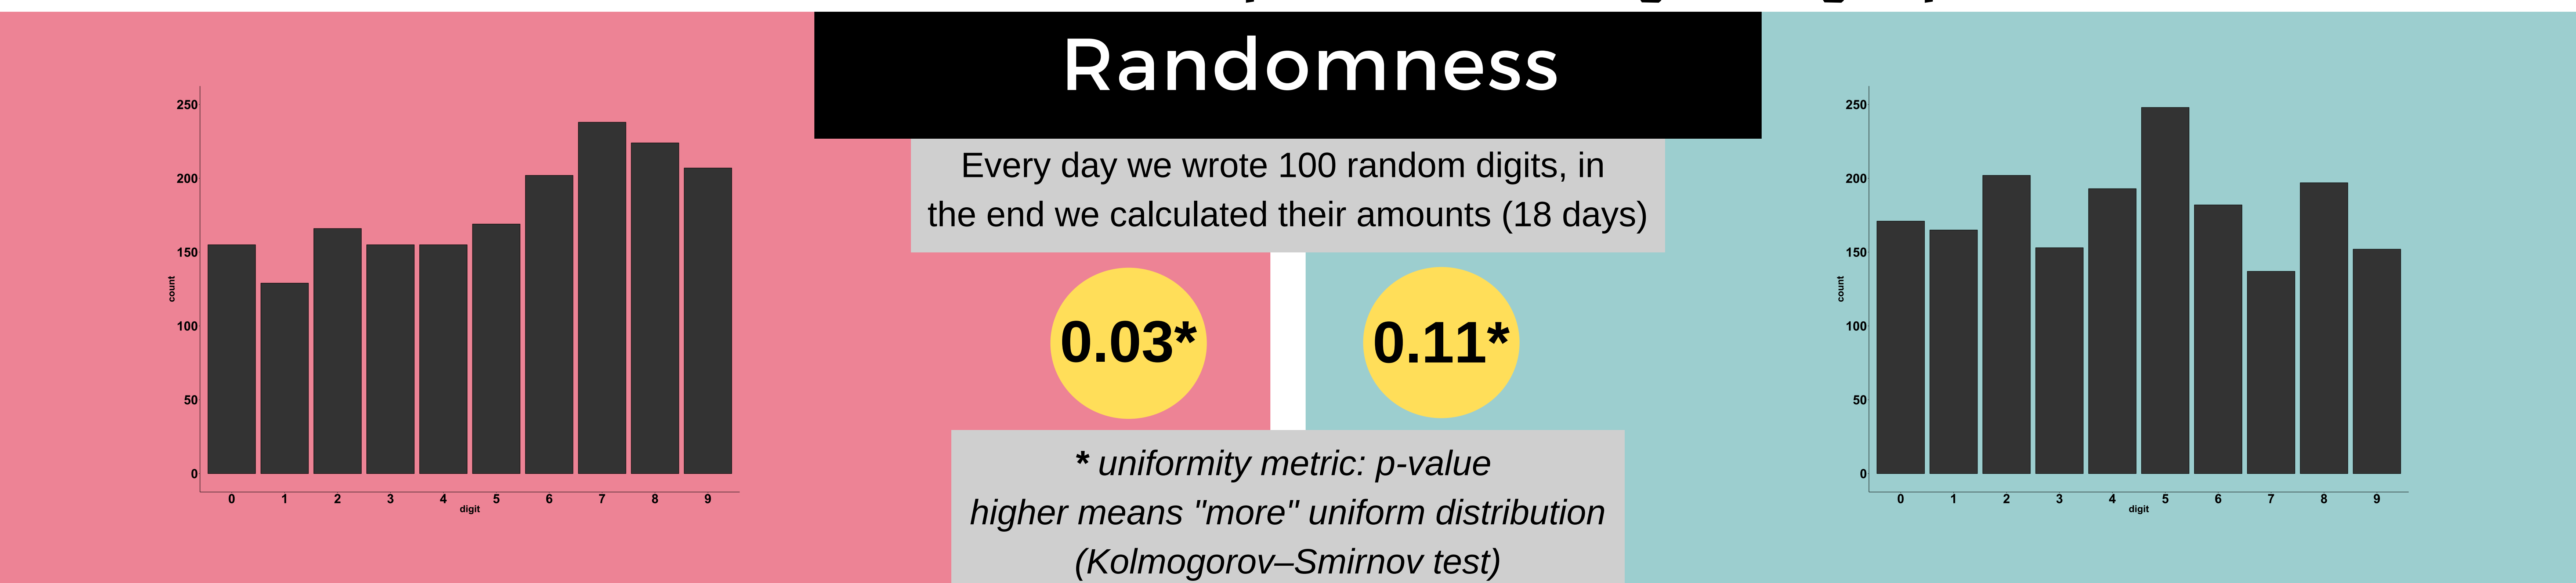 Randomness
Every day we wrote 100 random digits, in
the end we calculated their amounts (18 days)
250
200
150
100
50
0
count
0 1 2 3 4 5 6 7 8 9
digit
0.03*
0.11*
* uniformity metric: p-value
higher means "more" uniform distribution
(Kolmogorov–Smirnov test)
250
200
150
100
50
0
count
0 1 2 3 4 5 6 7 8 9
digit